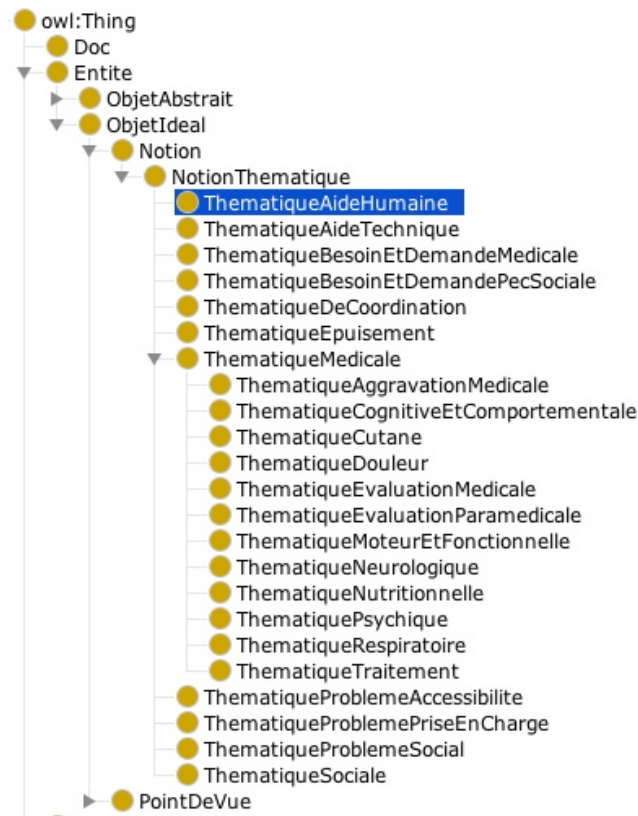 owl:Thing
Doc
Entite
ObjetAbstrait
ObjetIdeal
Notion
NotionThematique
ThematiqueAideHumaine
ThematiqueAideTechnique
ThematiqueBesoinEtDemandeMedicale
ThematiqueBesoinEtDemandePecSociale
ThematiqueDeCoordination
ThematiqueEpuisement
ThematiqueMedicale
ThematiqueAggravationMedicale
ThematiqueCognitiveEtComportementale
ThematiqueCutane
ThematiqueDouleur
ThematiqueEvaluationMedicale
ThematiqueEvaluationParamedicale
ThematiqueMoteurEtFonctionnelle
ThematiqueNeurologique
ThematiqueNutritionnelle
ThematiquePsychique
ThematiqueRespiratoire
ThematiqueTraitement
ThematiqueProblemeAccessibilite
ThematiqueProblemePriseEnCharge
ThematiqueProblemeSocial
ThematiqueSociale
PointDeVue